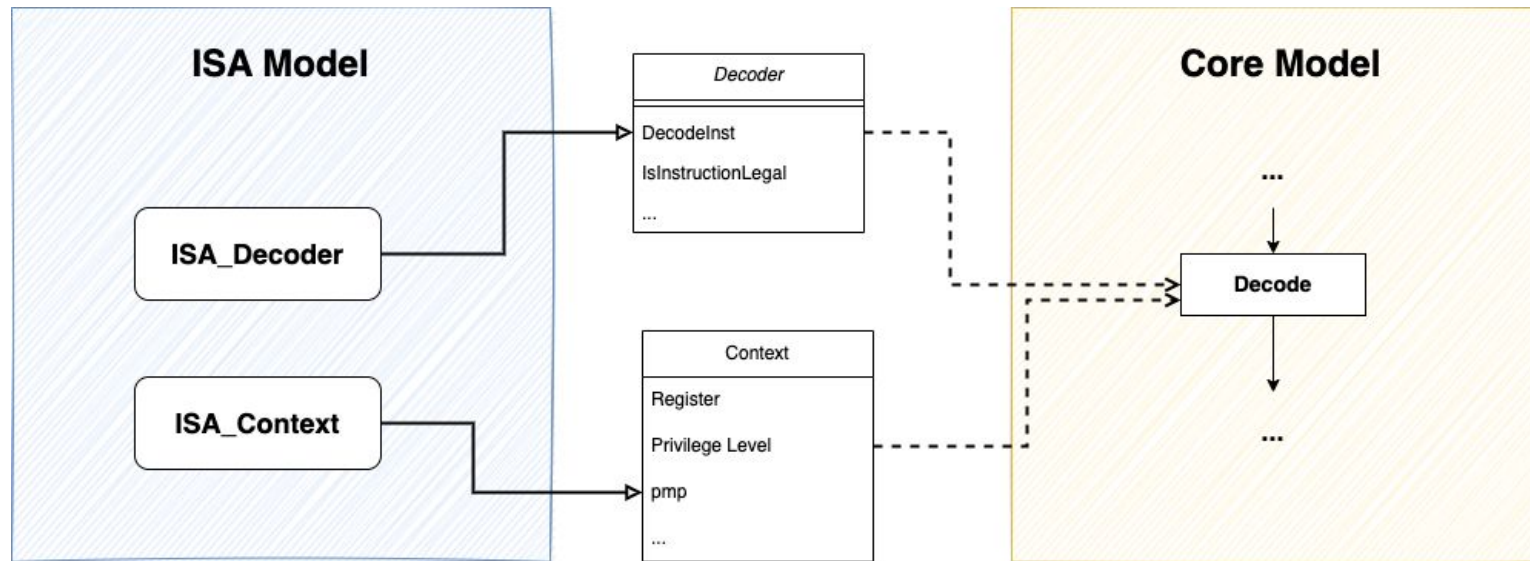 ISA Model
ISA_Decoder
ISA_Context
Decoder
DecodeInst
IsInstructionLegal
...
Context
Register
Privilege Level
pmp
...
Core Model
...
Decode
...